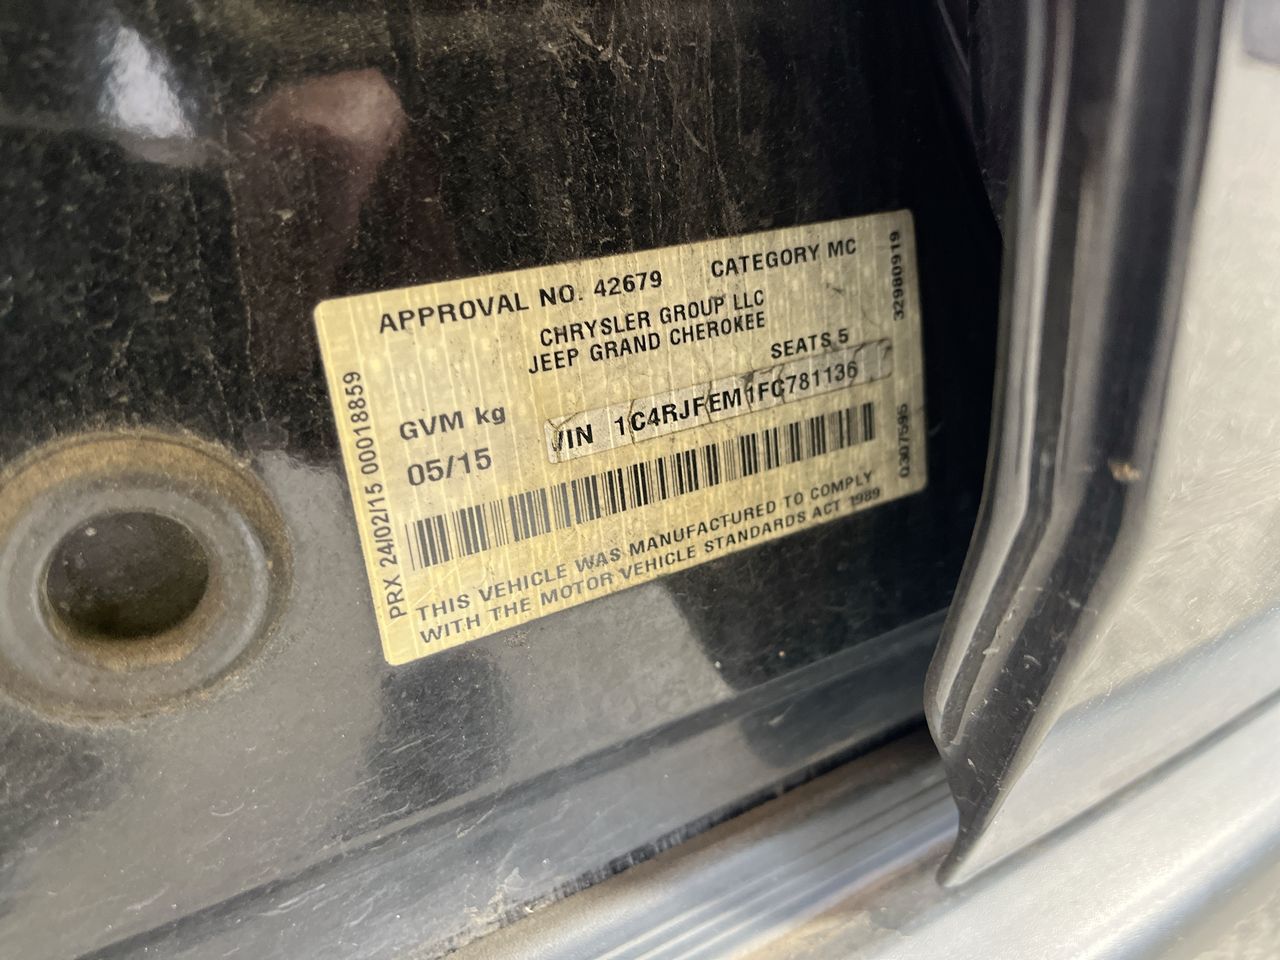 APPROVAL NO. 42679 CATEGORY MC
CHRYSLER GROUP LLC
JEEP GRAND CHEROKEE
SEATS 5
GVM kg
VIN 1C4RJFEM1FC781136
05/15
THIS VEHICLE WAS MANUFACTURED TO COMPLY
WITH THE MOTOR VEHICLE STANDARDS ACT 1989
PRX 24/02/15 00018859
0307595 32980919